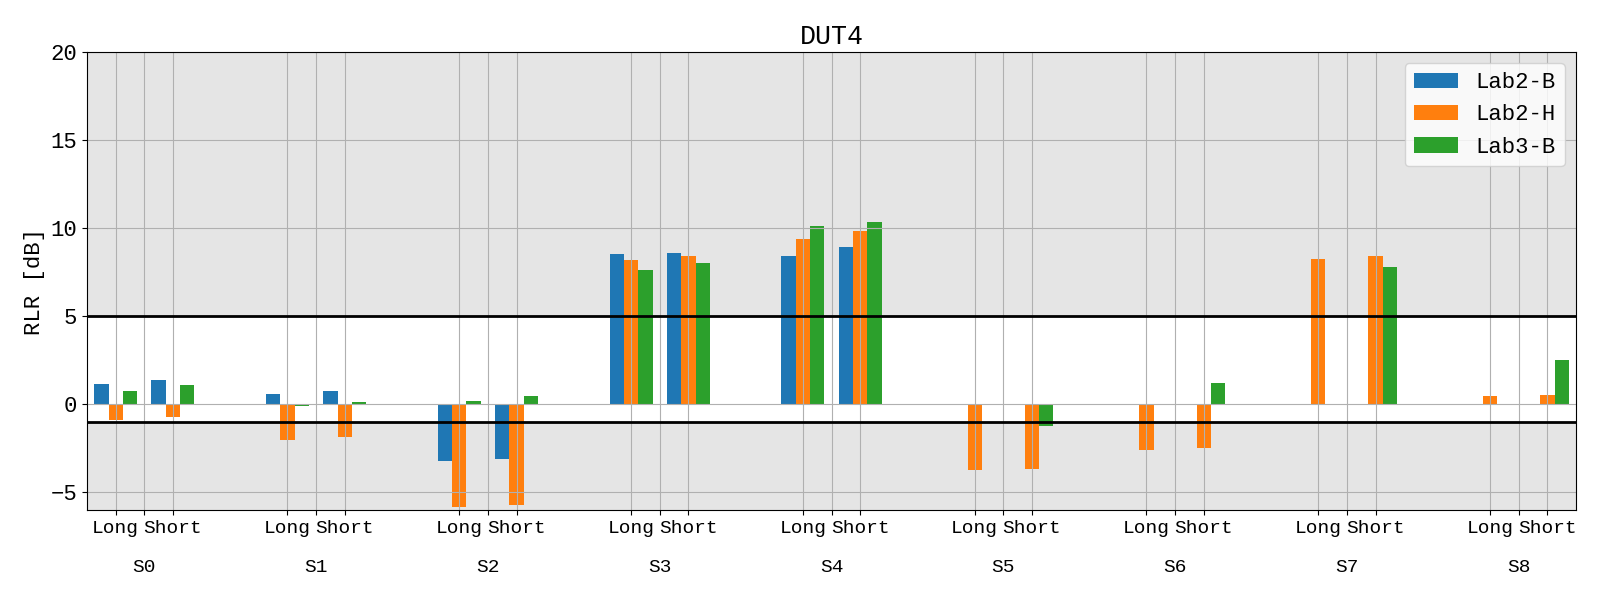 DUT4
RLR [dB]
20
15
10
5
0
−5
Lab2-B
Lab2-H
Lab3-B
Long Short Long Short Long Short Long Short Long Short Long Short Long Short Long Short Long Short
S0 S1 S2 S3 S4 S5 S6 S7 S8